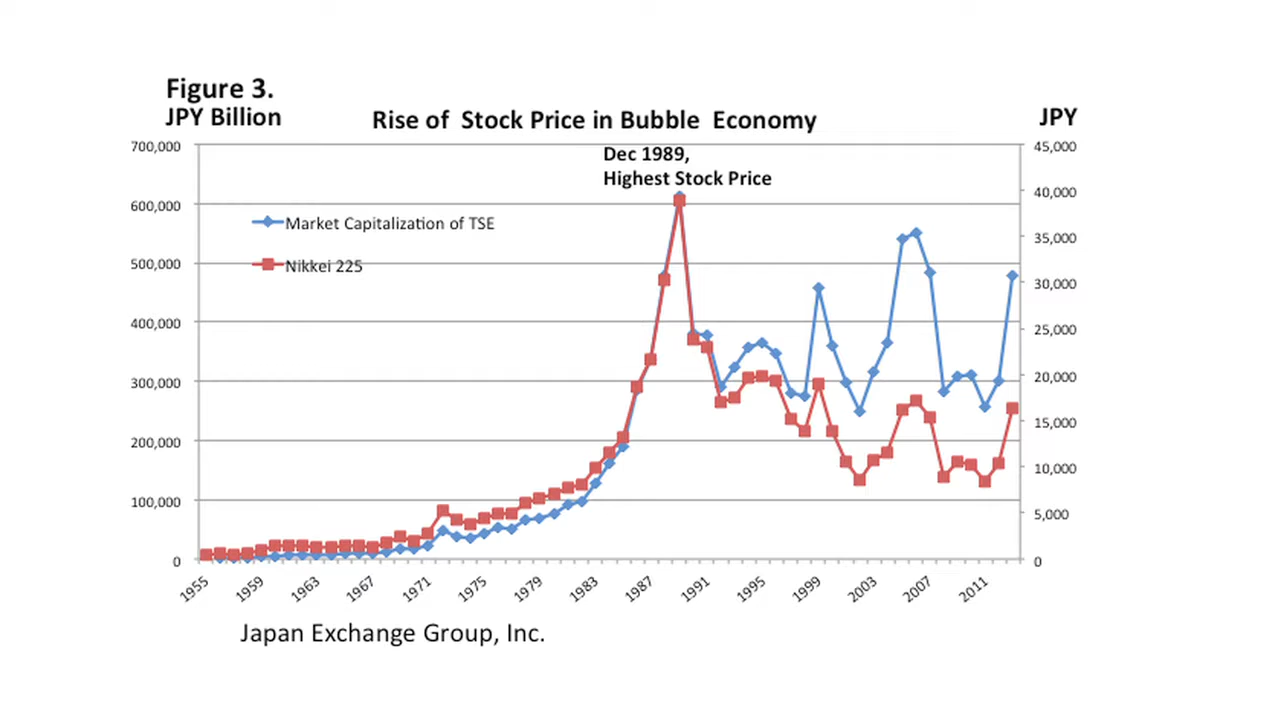 Figure 3.
JPY Billion
Rise of Stock Price in Bubble Economy
JPY
Dec 1989,
Highest Stock Price
700,000
600,000
500,000
400,000
300,000
200,000
100,000
0
Market Capitalization of TSE
Nikkei 225
45,000
40,000
35,000
30,000
25,000
20,000
15,000
10,000
5,000
0
1955 1959 1963 1967 1971 1975 1979 1983 1987 1991 1995 1999 2003 2007 2011
Japan Exchange Group, Inc.